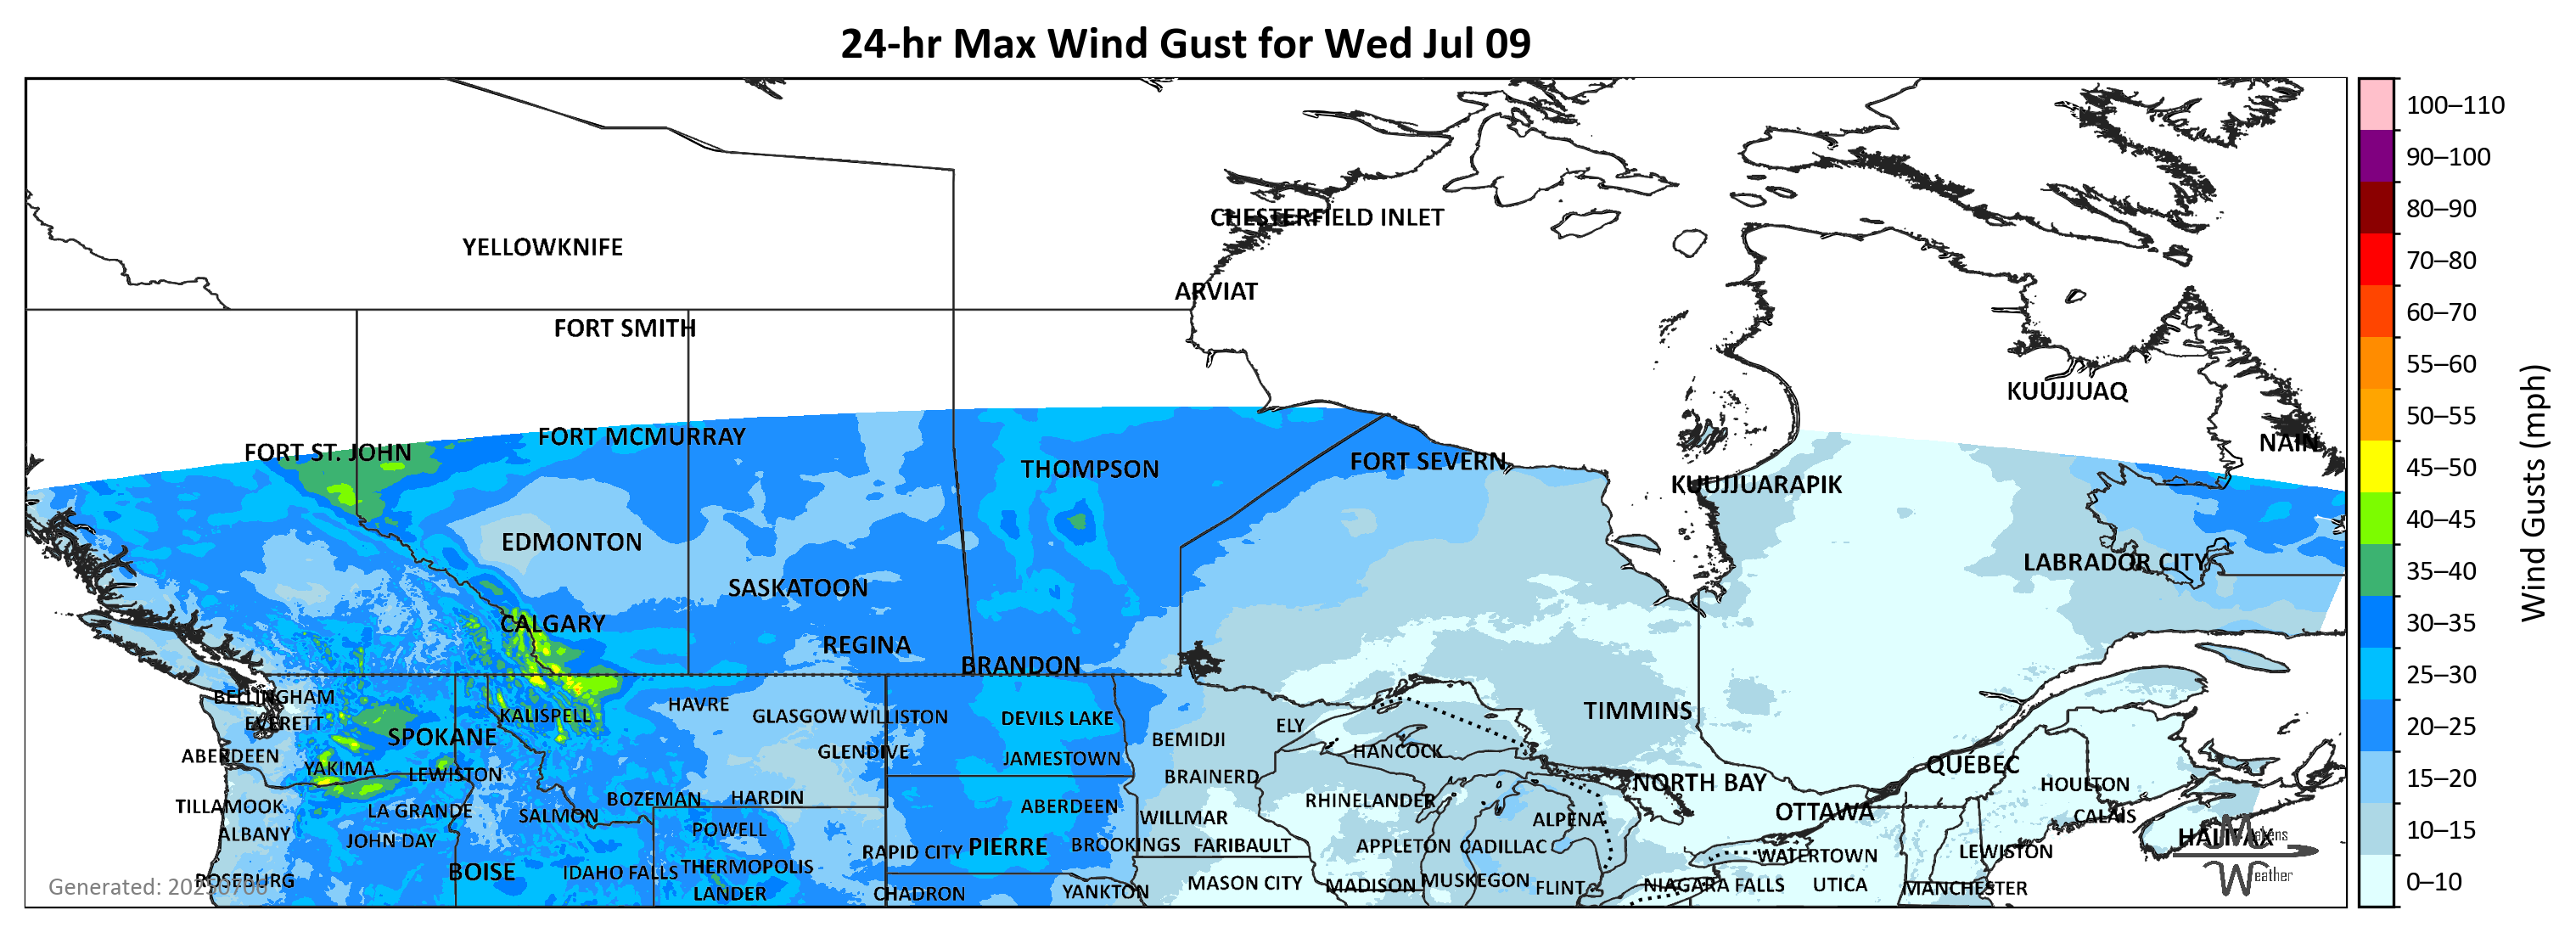 24-hr Max Wind Gust for Wed Jul 09
100–110
90–100
CHESTERFIELD INLET
80–90
YELLOWKNIFE
70–80
ARVIAT
60–70
FORT SMITH
55–60
KUUJJUAQ
50–55
FORT MCMURRAY
NAIN
FORT ST. JOHN
45–50
THOMPSON
FORT SEVERN
KUUJJUARAPIK
40–45
EDMONTON
LABRADOR CITY
35–40
SASKATOON
CALGARY
30–35
REGINA
BRANDON
25–30
Wind Gusts (mph)
BELLINGHAM
HAVRE
KALISPELL
GLASGOW
WILLISTON
DEVILS LAKE
TIMMINS
EVERETT
ELY
20–25
SPOKANE
BEMIDJI
ABERDEEN
GLENDIVE
JAMESTOWN
HANCOCK
QUÉBEC
YAKIMA
LEWISTON
BRAINERD
NORTH BAY
HOULTON
15–20
BOZEMAN
HARDIN
RHINELANDER
TILLAMOOK
LA GRANDE
SALMON
ABERDEEN
WILLMAR
ALPENA
OTTAWA
CALAIS
10–15
ALBANY
JOHN DAY
POWELL
HALIFAX
Makens
Weather
RAPID CITY
PIERRE
BROOKINGS
FARIBAULT
APPLETON
CADILLAC
WATERTOWN
LEWISTON
BOISE
IDAHO FALLS
THERMOPOLIS
ROSEBURG
Generated:
LANDER
CHADRON
YANKTON
MASON CITY
MADISON
MUSKEGON
FLINT
NIAGARA FALLS
UTICA
MANCHESTER
0–10